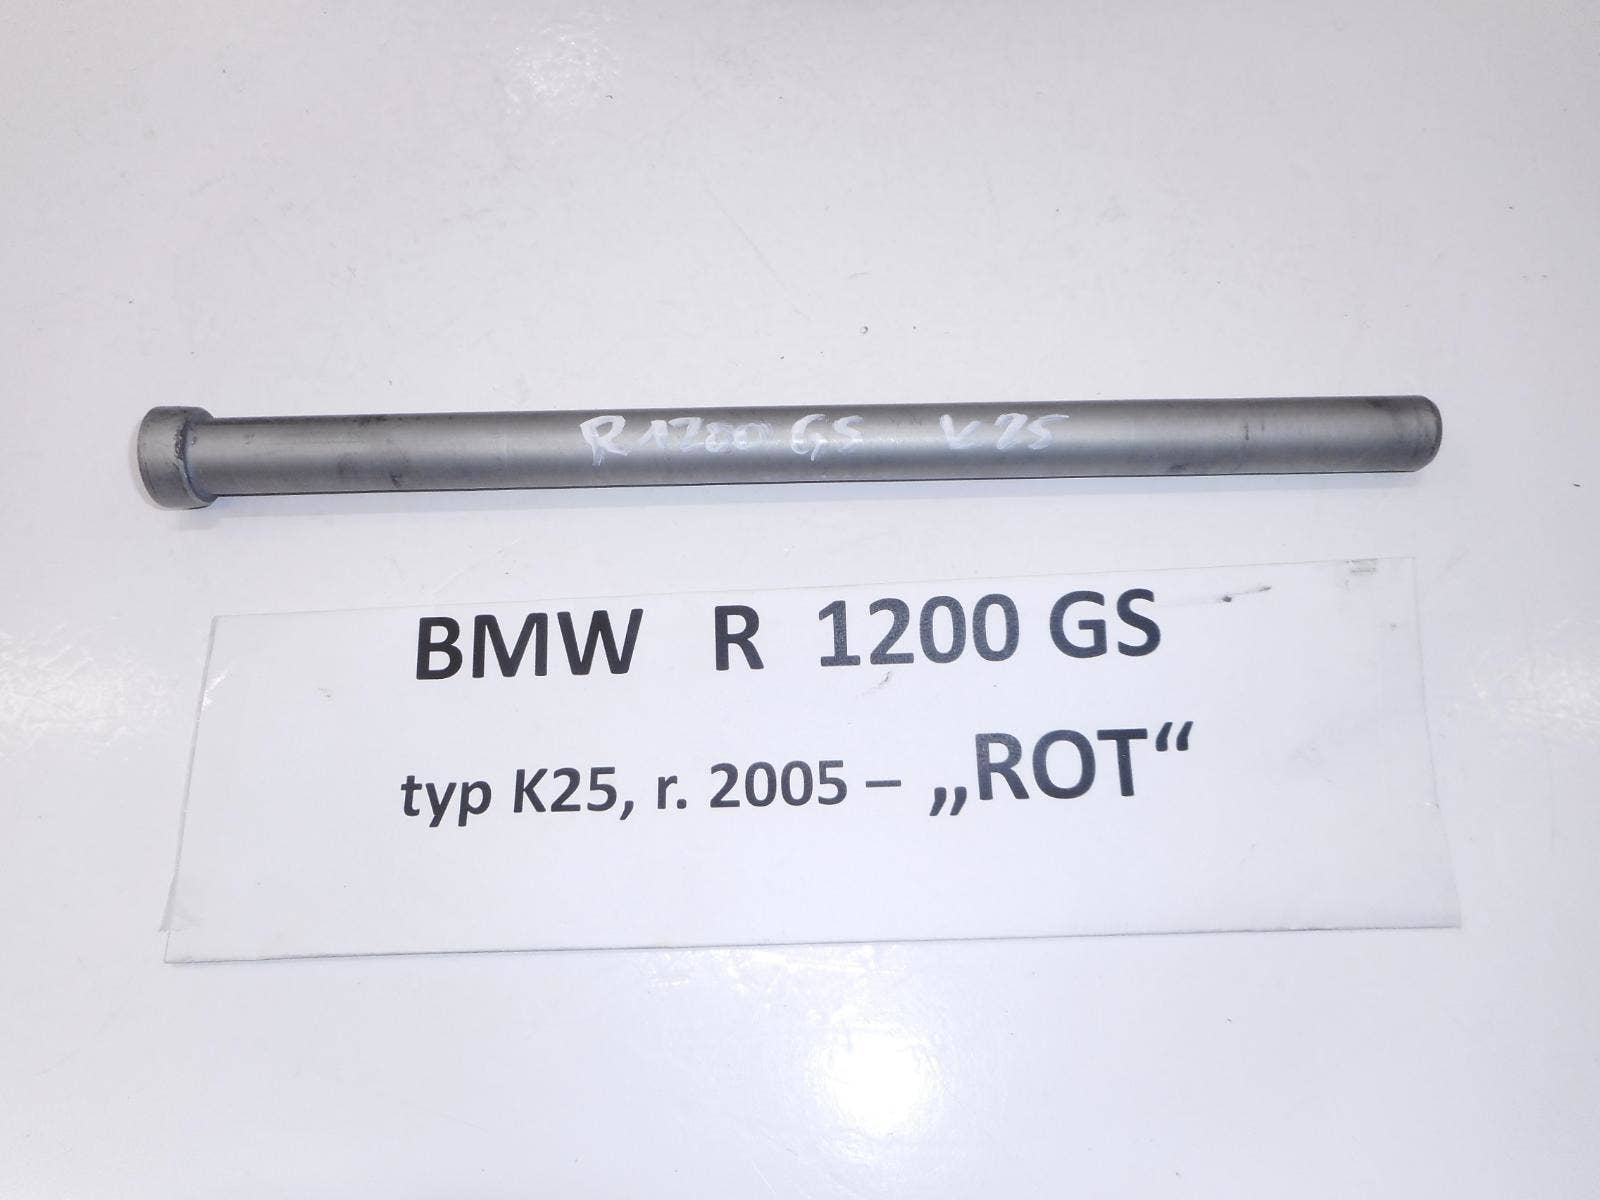 R1200 GS K25
BMW R 1200 GS
typ K25, r. 2005 – „ROT“